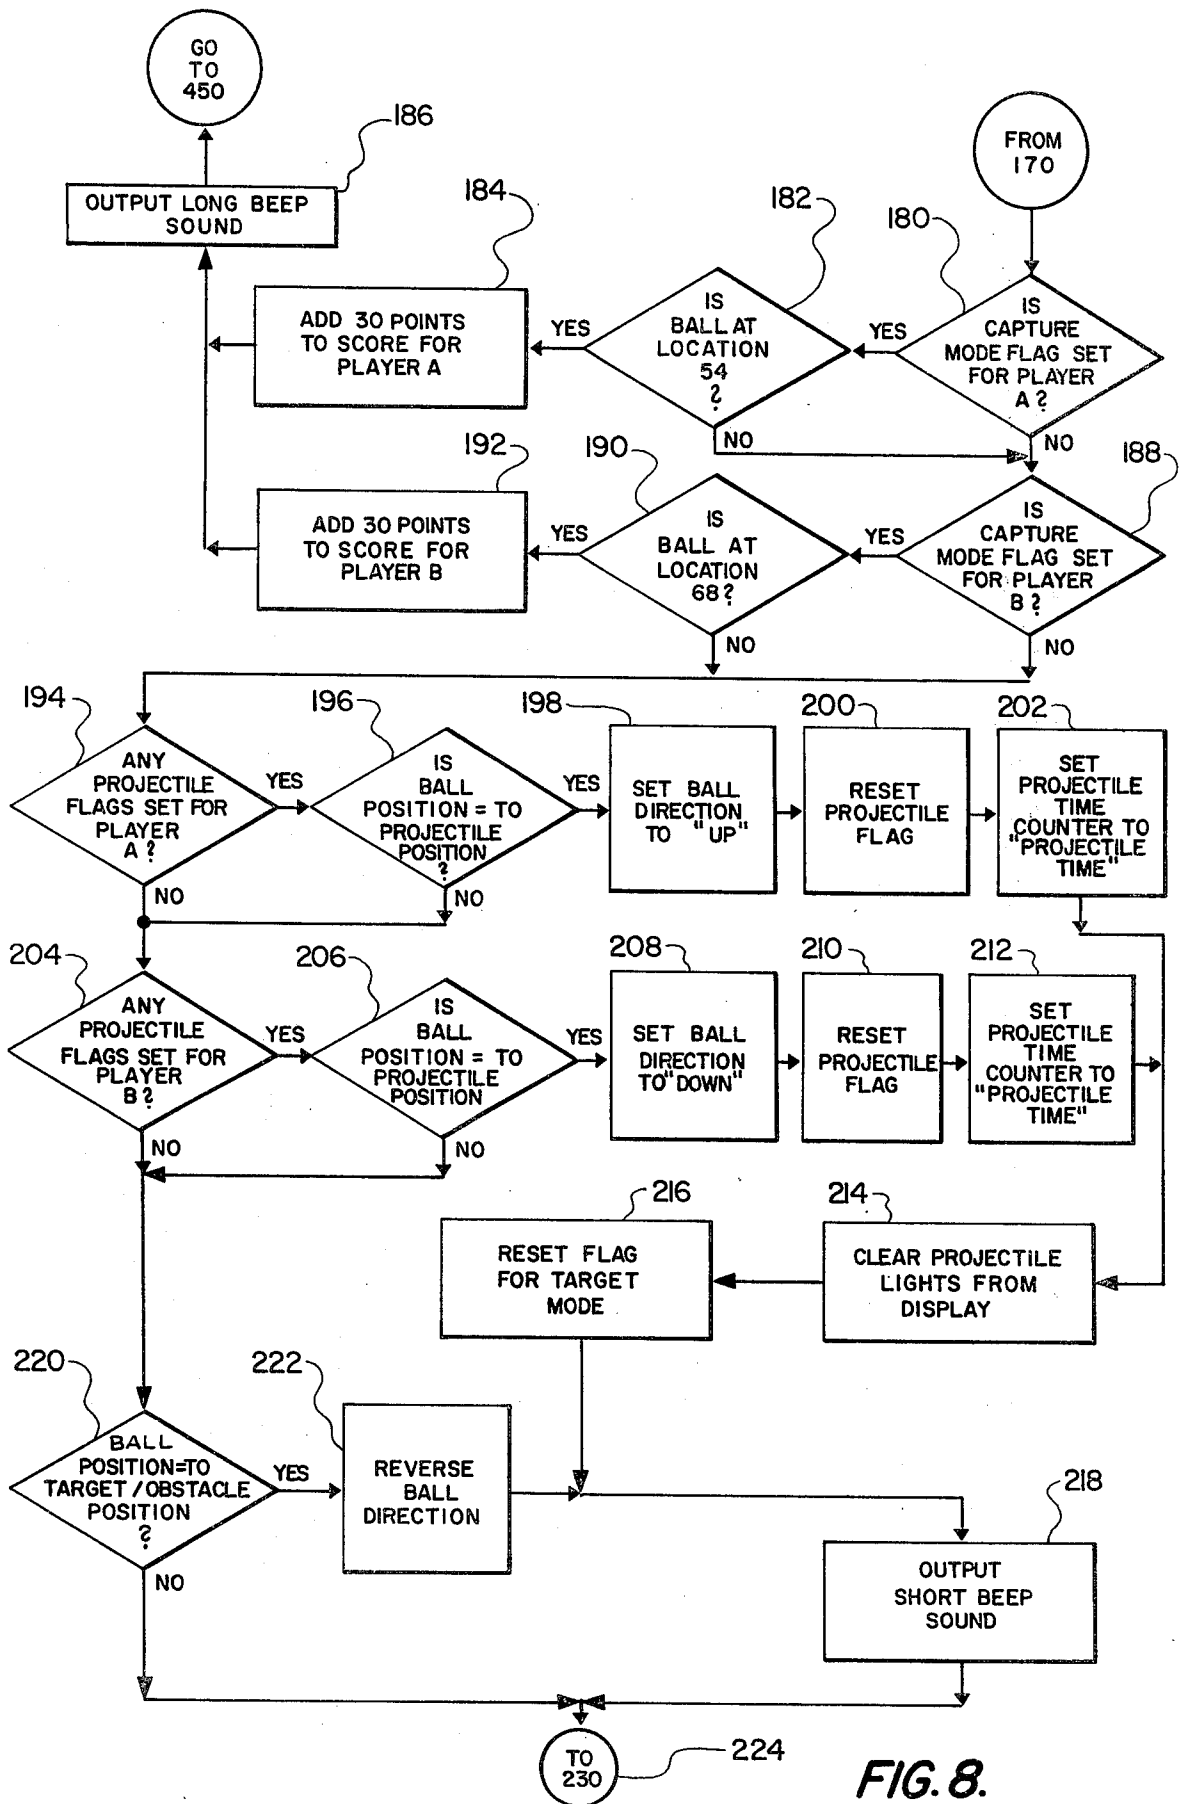 GO
TO
450
186
OUTPUT LONG BEEP
SOUND
FROM
170
184
182
180
ADD 30 POINTS
TO SCORE FOR
PLAYER A
YES
IS
BALL AT
LOCATION
54
?
YES
IS
CAPTURE
MODE FLAG SET
FOR PLAYER
A?
NO
NO
192
190
188
ADD 30 POINTS
TO SCORE FOR
PLAYER B
YES
IS
BALL AT
LOCATION
68?
YES
IS
CAPTURE
MODE FLAG SET
FOR PLAYER
B?
NO
NO
194
196
198
200
202
ANY
PROJECTILE
FLAGS SET FOR
PLAYER
A?
YES
IS
BALL
POSITION = TO
PROJECTILE
POSITION
?
YES
SET BALL
DIRECTION
TO "UP"
RESET
PROJECTILE
FLAG
SET
PROJECTILE
TIME
COUNTER TO
"PROJECTILE
TIME"
NO
NO
204
206
208
210
212
ANY
PROJECTILE
FLAGS SET FOR
PLAYER
B?
YES
IS
BALL
POSITION = TO
PROJECTILE
POSITION
YES
SET BALL
DIRECTION
TO "DOWN"
RESET
PROJECTILE
FLAG
SET
PROJECTILE
TIME
COUNTER TO
"PROJECTILE
TIME"
NO
NO
216
214
RESET FLAG
FOR TARGET
MODE
CLEAR PROJECTILE
LIGHTS FROM
DISPLAY
220
222
BALL
POSITION=TO
TARGET/OBSTACLE
POSITION
?
YES
REVERSE
BALL
DIRECTION
218
NO
OUTPUT
SHORT BEEP
SOUND
TO
230
224
FIG. 8.